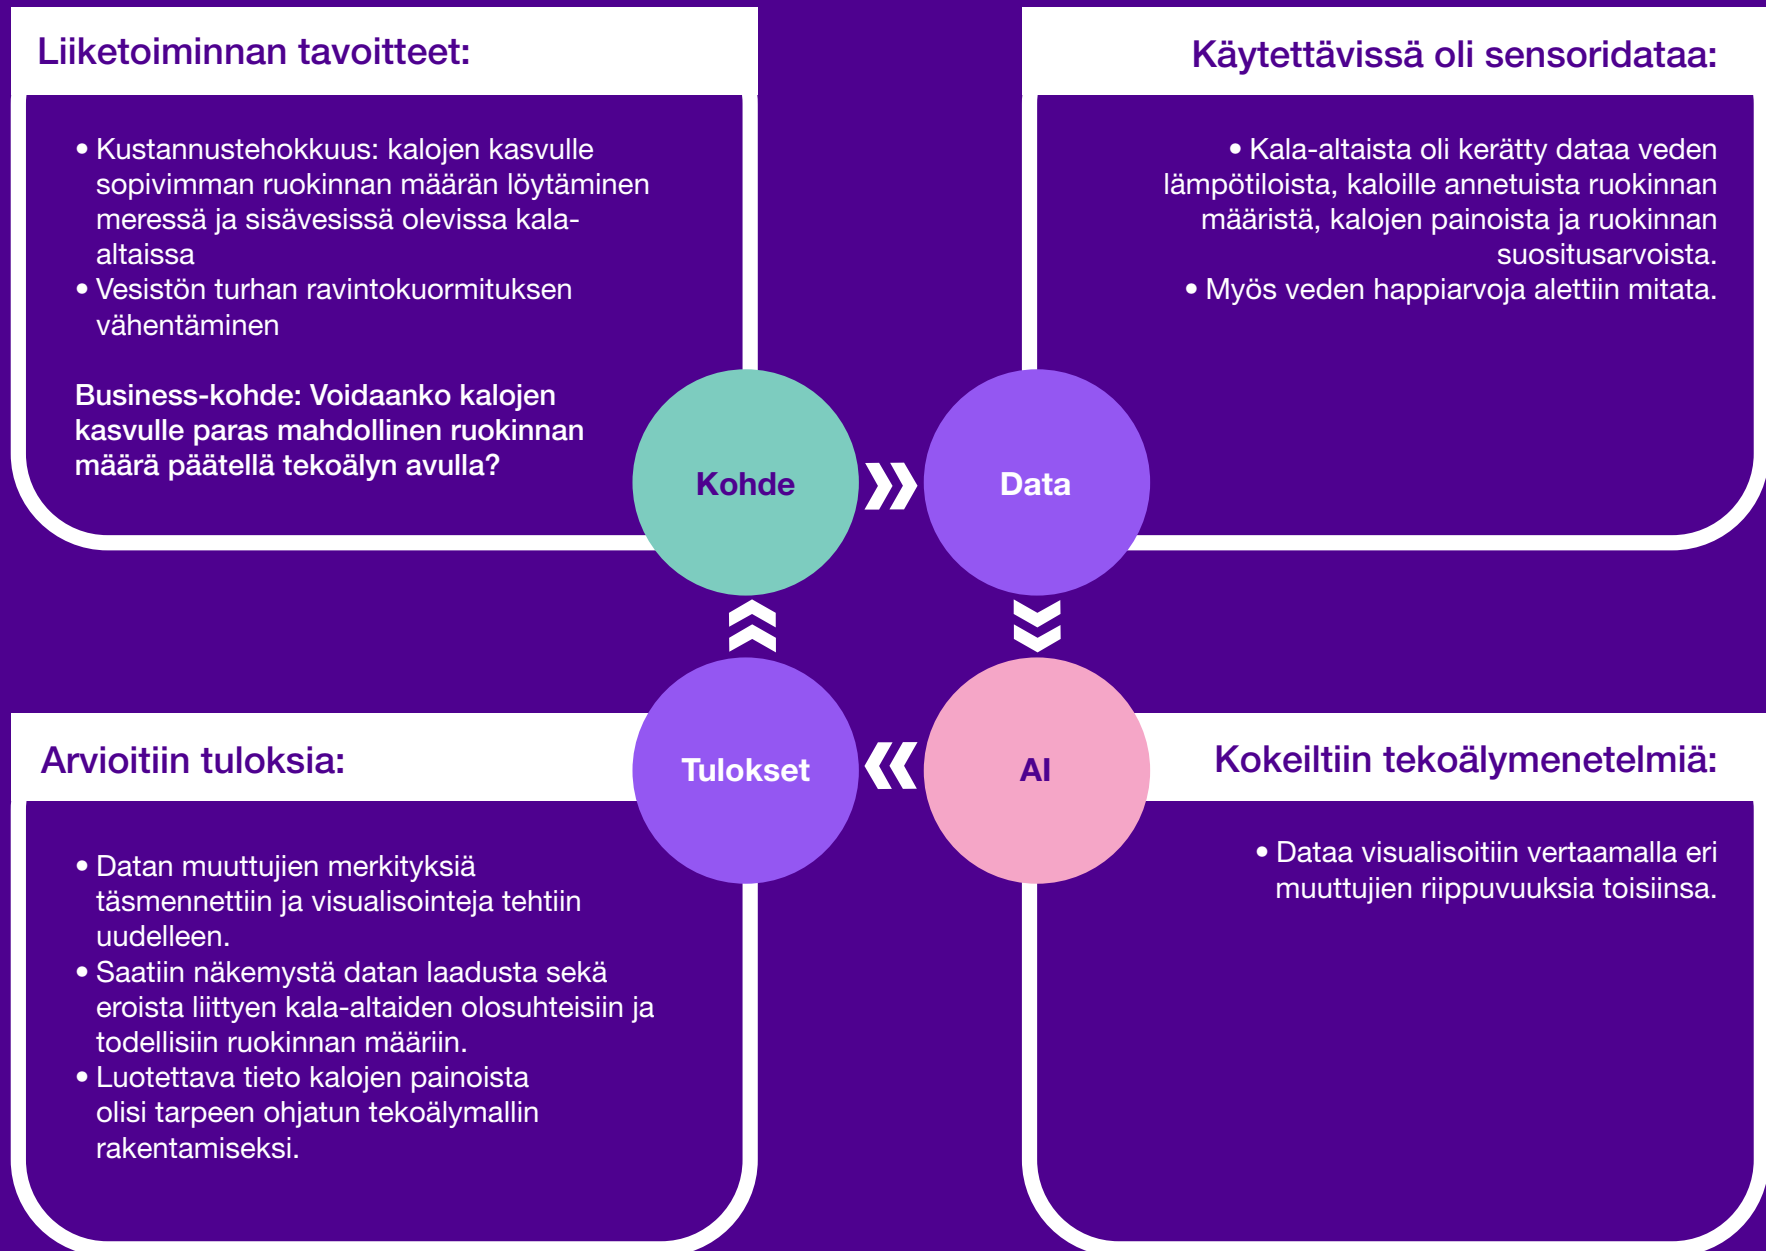 Liiketoiminnan tavoitteet:
• Kustannustehokkuus: kalojen kasvulle
sopivimman ruokinnan määrän löytäminen
meressä ja sisävesissä olevissa kala-
altaissa
• Vesistön turhan ravintokuormituksen
vähentäminen
Business-kohde: Voidaanko kalojen
kasvulle paras mahdollinen ruokinnan
määrä päätellä tekoälyn avulla?
Kohde
Käytettävissä oli sensoridataa:
• Kala-altaista oli kerätty dataa veden
lämpötiloista, kaloille annetuista ruokinnan
määristä, kalojen painoista ja ruokinnan
suositusarvoista.
• Myös veden happiarvoja alettiin mitata.
Data
Kokeiltiin tekoälymenetelmiä:
• Dataa visualisoitiin vertaamalla eri
muuttujien riippuvuuksia toisiinsa.
AI
Arvioitiin tuloksia:
• Datan muuttujien merkityksiä
täsmennettiin ja visualisointeja tehtiin
uudelleen.
• Saatiin näkemystä datan laadusta sekä
eroista liittyen kala-altaiden olosuhteisiin ja
todellisiin ruokinnan määriin.
• Luotettava tieto kalojen painoista
olisi tarpeen ohjatun tekoälymallin
rakentamiseksi.
Tulokset